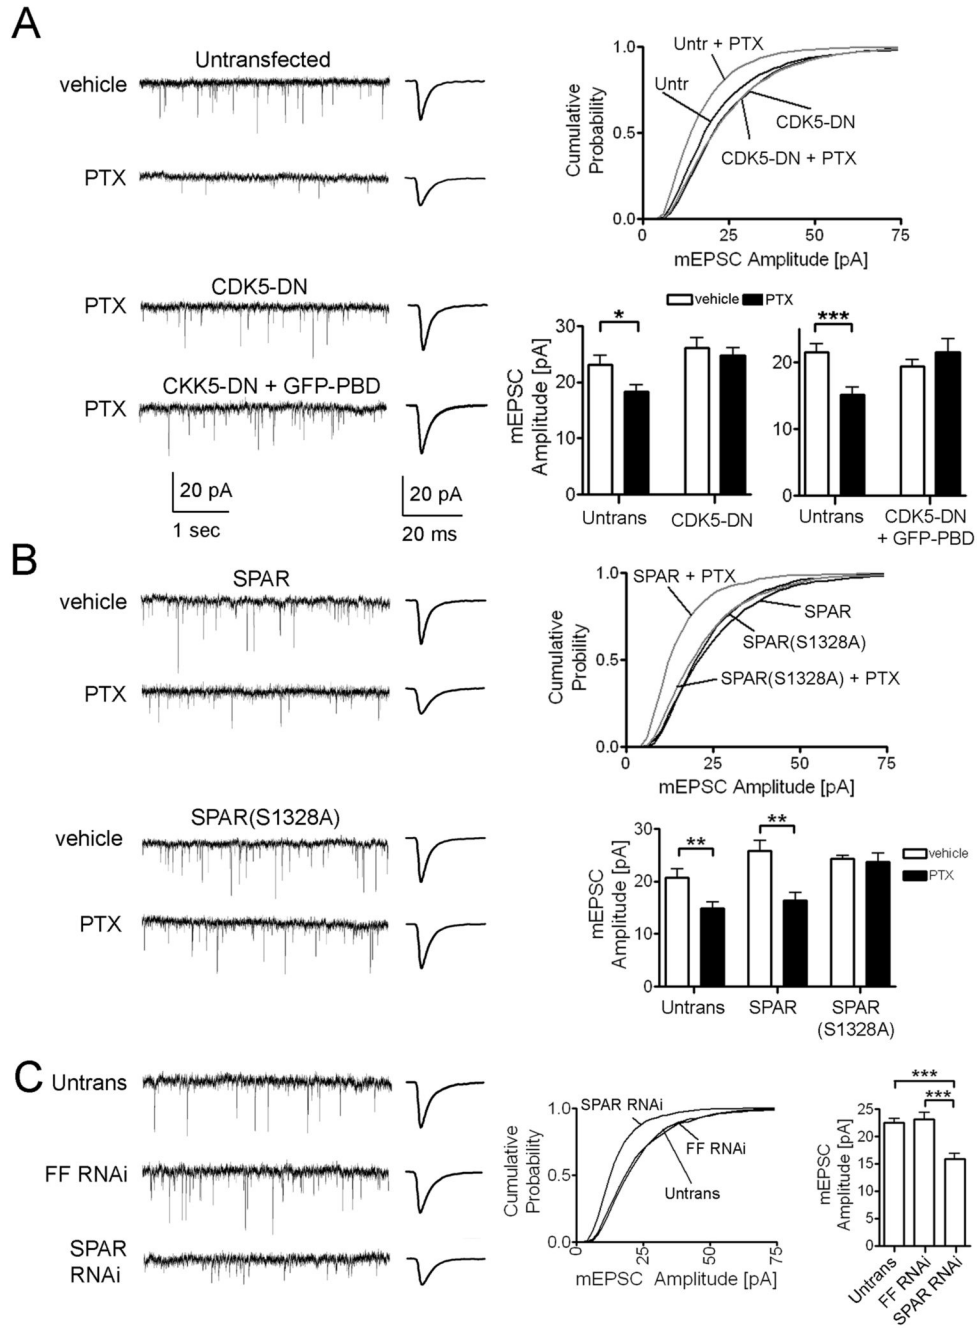 A
Untransfected
vehicle
PTX
CDK5-DN
PTX
CKK5-DN + GFP-PBD
PTX
20 pA
1 sec
20 pA
20 ms
Cumulative
Probability
1.0
0.5
0.0
Untr + PTX
Untr
CDK5-DN
CDK5-DN + PTX
0
25
50
75
mEPSC Amplitude [pA]
vehicle
PTX
mEPSC
Amplitude [pA]
30
20
10
0
*
Untrans
CDK5-DN
20
10
0
***
Untrans
CDK5-DN
+ GFP-PBD
B
SPAR
vehicle
PTX
SPAR(S1328A)
vehicle
PTX
Cumulative
Probility
1.0
0.5
0.0
SPAR + PTX
SPAR
SPAR(S1328A)
SPAR(S1328A) + PTX
0
25
50
75
mEPSC Amplitude [pA]
mEPSC
Amplitude [pA]
30
20
10
0
**
**
vehicle
PTX
Untrans
SPAR
SPAR
(S1328A)
C
Untrans
FF RNAi
SPAR
RNAi
Cumulative
Probability
1.0
0.5
0.0
SPAR RNAi
FF RNAi
Untrans
0
25
50
75
mEPSC Amplitude [pA]
mEPSC
Amplitude [pA]
25
20
15
10
5
0
***
***
Untrans
FF RNAi
SPAR RNAi